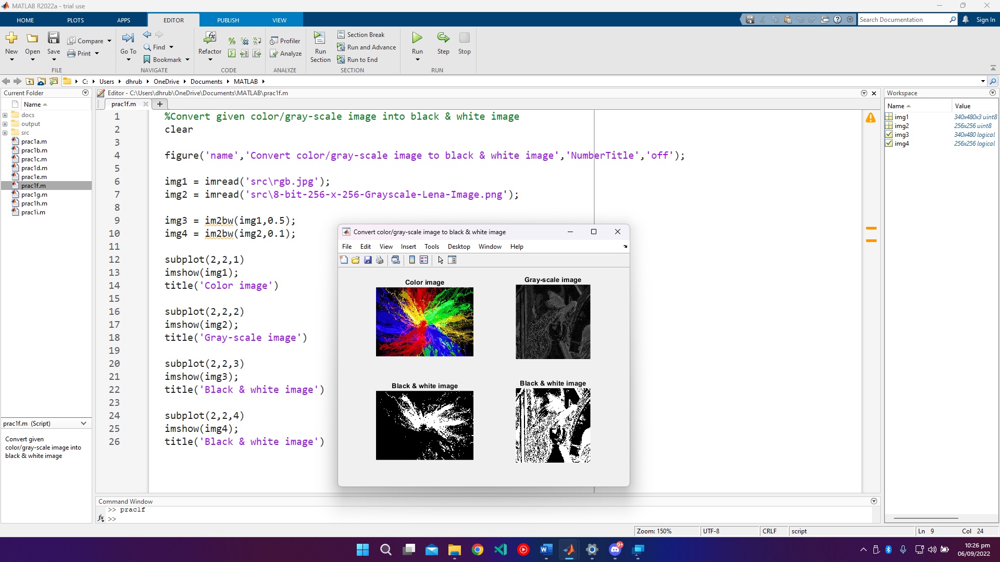 MATLAB R2022a - trial use
HOME PLOTS APPS EDITOR PUBLISH VIEW
Search Documentation
Sign In
New Open Save Compare Print
FILE
Go To Find Bookmark
NAVIGATE
Refactor
CODE
Profiler
Analyze
ANALYZE
Run Section
Section Break
Run and Advance
Run to End
SECTION
Run Step Stop
RUN
C: Users dhrub OneDrive Documents MATLAB
Current Folder
Name
docs
output
src
prac1a.m
prac1b.m
prac1c.m
prac1d.m
prac1e.m
prac1f.m
prac1g.m
prac1h.m
prac1i.m
prac1f.m (Script)
Convert given
color/gray-scale image into
black & white image
Editor - C:\Users\dhrub\OneDrive\Documents\MATLAB\prac1f.m
prac1f.m
1 %Convert given color/gray-scale image into black & white image
2 clear
3
4 figure('name','Convert color/gray-scale image to black & white image','NumberTitle','off');
5
6 img1 = imread('src\rgb.jpg');
7 img2 = imread('src\8-bit-256-x-256-Grayscale-Lena-Image.png');
8
9 img3 = im2bw(img1,0.5);
10 img4 = im2bw(img2,0.1);
11
12 subplot(2,2,1)
13 imshow(img1);
14 title('Color image')
15
16 subplot(2,2,2)
17 imshow(img2);
18 title('Gray-scale image')
19
20 subplot(2,2,3)
21 imshow(img3);
22 title('Black & white image')
23
24 subplot(2,2,4)
25 imshow(img4);
26 title('Black & white image')
Convert color/gray-scale image to black & white image
File Edit View Insert Tools Desktop Window Help
Color image
Gray-scale image
Black & white image
Black & white image
Workspace
Name Value
img1 340x480x3 uint8
img2 256x256 uint8
img3 340x480 logical
img4 256x256 logical
Command Window
>> prac1f
fx >>
Zoom: 150% UTF-8 CRLF script Ln 9 Col 24
9+
10:26 pm
06/09/2022